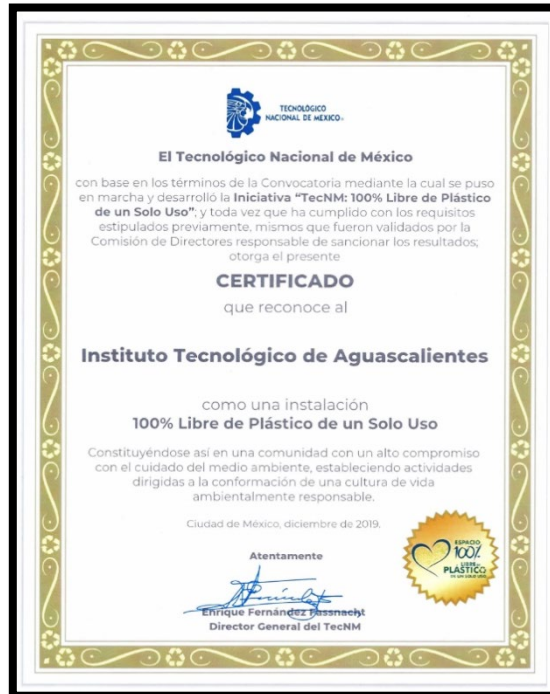 TECNOLÓGICO
NACIONAL DE MÉXICO®
El Tecnológico Nacional de México
con base en los términos de la Convocatoria mediante la cual se puso
en marcha y desarrolló la Iniciativa “TecNM: 100% Libre de Plástico
de un Solo Uso”; y toda vez que ha cumplido con los requisitos
estipulados previamente, mismos que fueron validados por la
Comisión de Directores responsable de sancionar los resultados;
otorga el presente
CERTIFICADO
que reconoce al
Instituto Tecnológico de Aguascalientes
como una instalación
100% Libre de Plástico de un Solo Uso
Constituyéndose así en una comunidad con un alto compromiso
con el cuidado del medio ambiente, estableciendo actividades
dirigidas a la conformación de una cultura de vida
ambientalmente responsable.
Ciudad de México, diciembre de 2019.
Atentamente
Enrique Fernández Fassnacht
Director General del TecNM
ESPACIO
100%
LIBRE DE
PLÁSTICO
DE UN SOLO USO